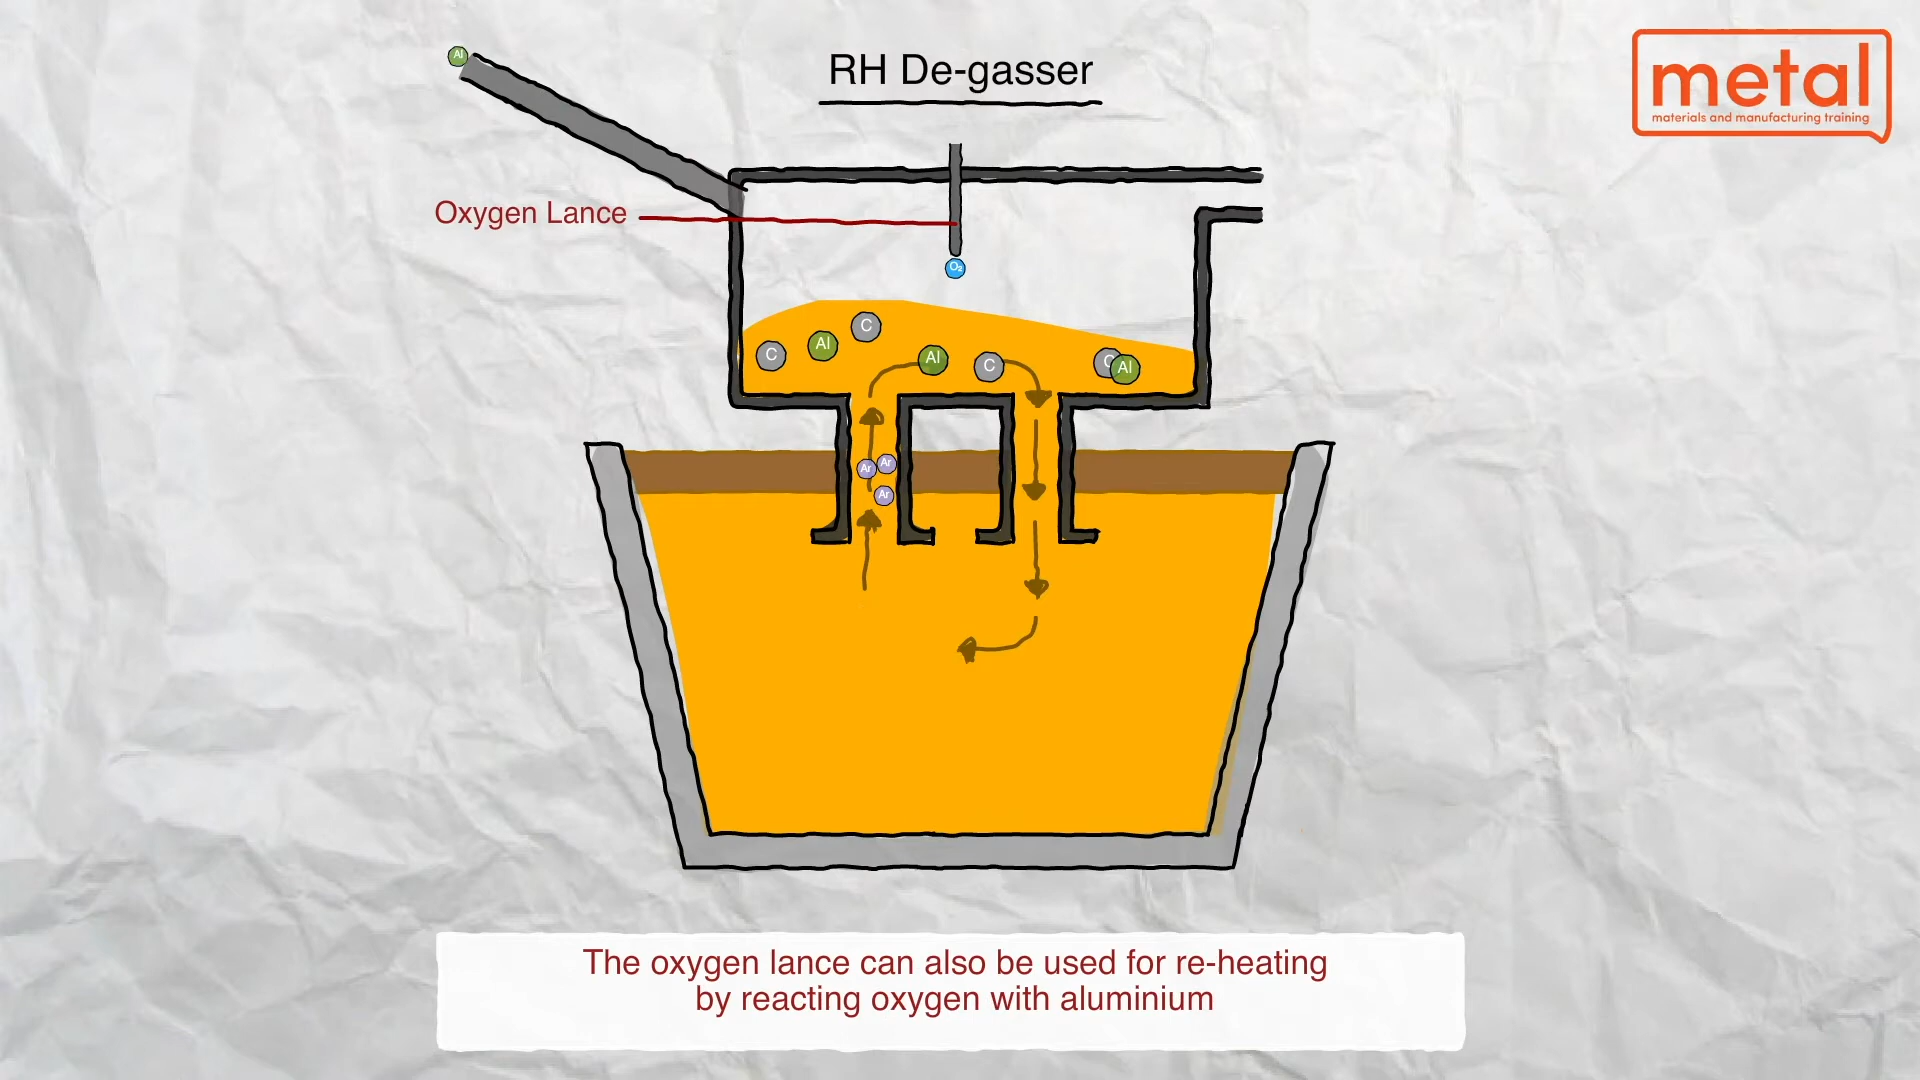 Al
RH De-gasser
metal
materials and manufacturing training
Oxygen Lance
O₂
C
Al
C
Al
C
C
Al
Ar
Ar
Ar
The oxygen lance can also be used for re-heating
by reacting oxygen with aluminium